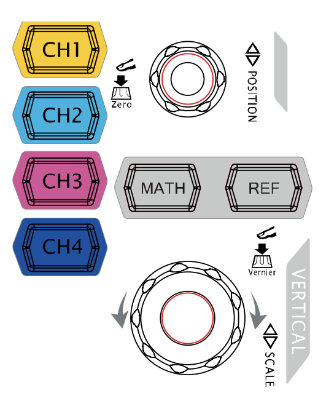 CH1
Zero
POSITION
CH2
CH3
MATH
REF
CH4
Vernier
VERTICAL
SCALE